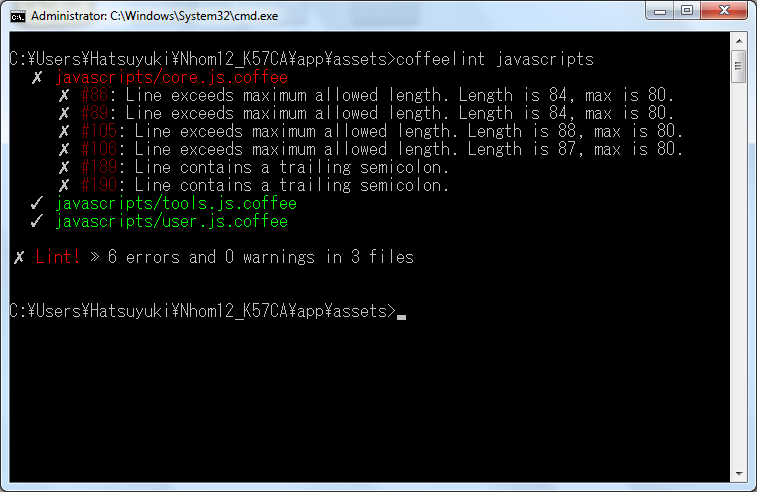 Administrator: C:\Windows\System32\cmd.exe
C:¥Users¥Hatsuyuki¥Nhom12_K57CA¥app¥assets>coffeelint javascripts
✗ javascripts/core.js.coffee
✗ #86: Line exceeds maximum allowed length. Length is 84, max is 80.
✗ #89: Line exceeds maximum allowed length. Length is 84, max is 80.
✗ #105: Line exceeds maximum allowed length. Length is 88, max is 80.
✗ #106: Line exceeds maximum allowed length. Length is 87, max is 80.
✗ #189: Line contains a trailing semicolon.
✗ #190: Line contains a trailing semicolon.
✓ javascripts/tools.js.coffee
✓ javascripts/user.js.coffee
✗ Lint! » 6 errors and 0 warnings in 3 files
C:¥Users¥Hatsuyuki¥Nhom12_K57CA¥app¥assets>